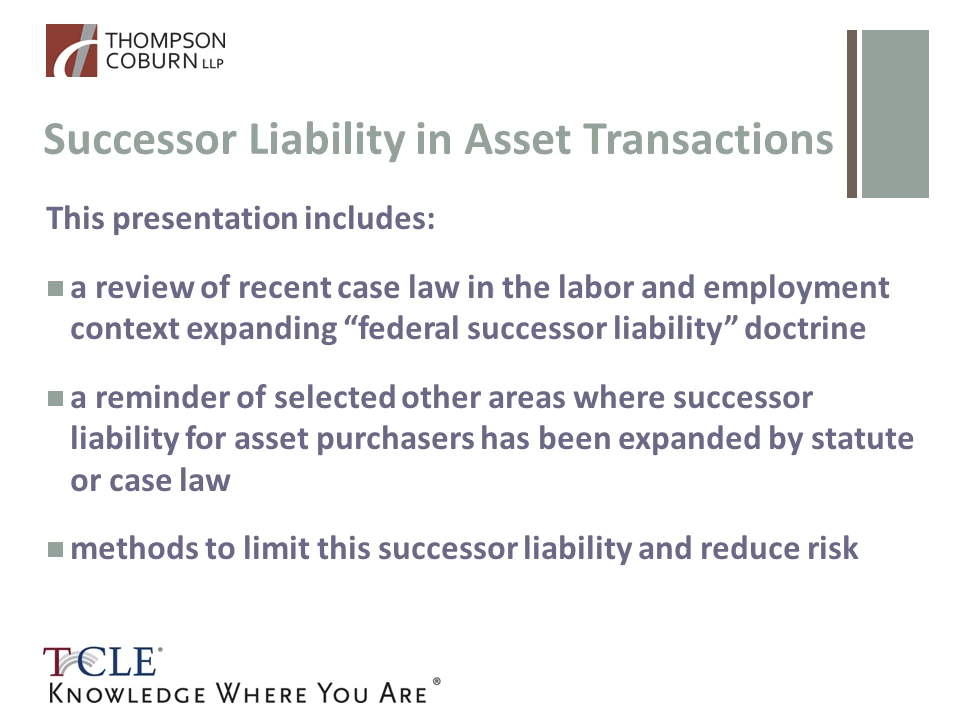 THOMPSON
COBURN LLP
Successor Liability in Asset Transactions
This presentation includes:
a review of recent case law in the labor and employment
context expanding “federal successor liability” doctrine
a reminder of selected other areas where successor
liability for asset purchasers has been expanded by statute
or case law
methods to limit this successor liability and reduce risk
TCLE®
KNOWLEDGE WHERE YOU ARE®